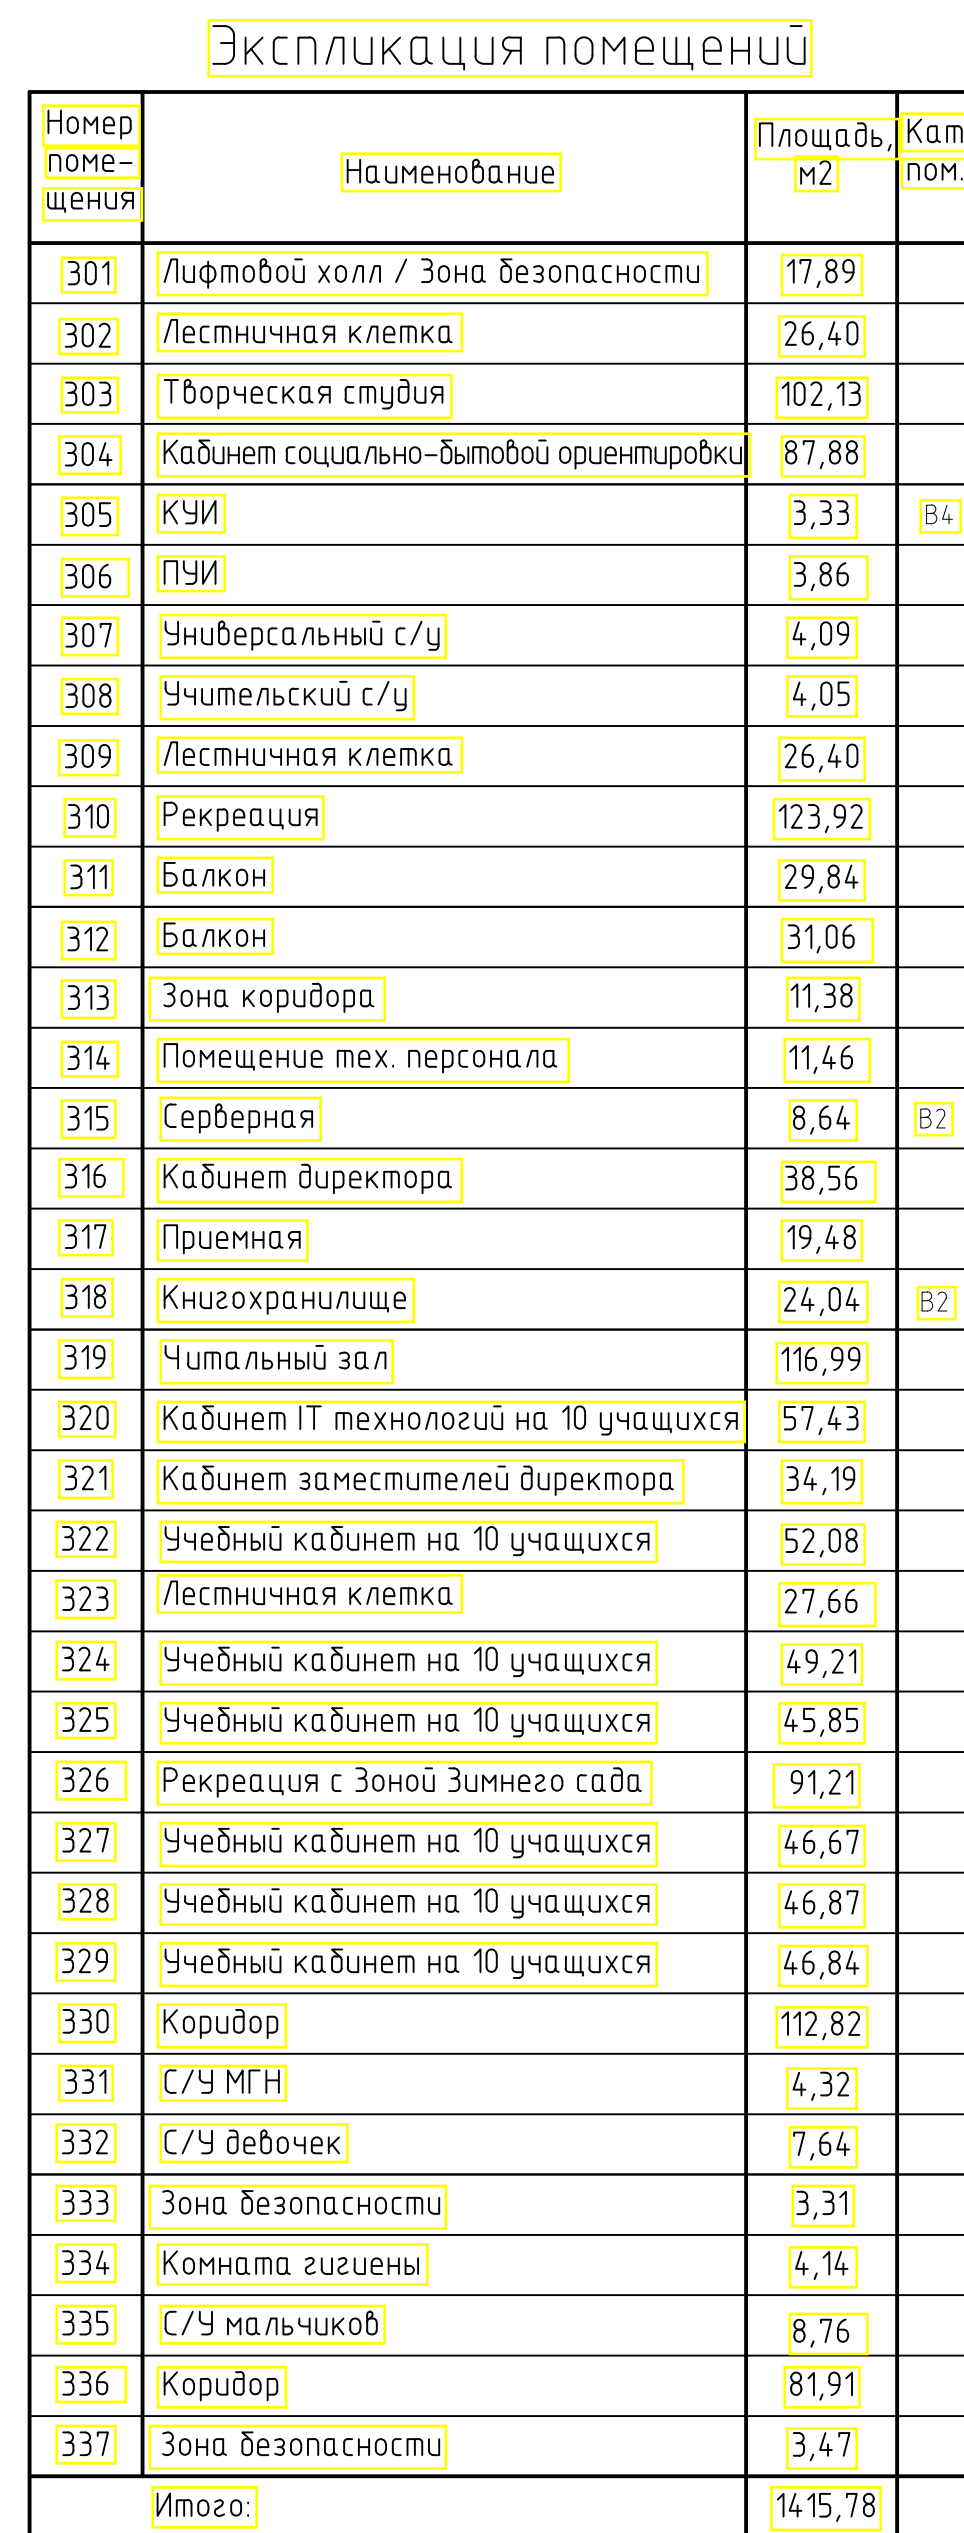 Экспликация помещений
Номер поме- щения Наименование Площадь, м2 Кат пом.
301 Лифтовой холл / Зона безопасности 17,89
302 Лестничная клетка 26,40
303 Творческая студия 102,13
304 Кабинет социально-бытовой ориентировки 87,88
305 КУИ 3,33 В4
306 ПУИ 3,86
307 Универсальный с/у 4,09
308 Учительский с/у 4,05
309 Лестничная клетка 26,40
310 Рекреация 123,92
311 Балкон 29,84
312 Балкон 31,06
313 Зона коридора 11,38
314 Помещение тех. персонала 11,46
315 Серверная 8,64 В2
316 Кабинет директора 38,56
317 Приемная 19,48
318 Книгохранилище 24,04 В2
319 Читальный зал 116,99
320 Кабинет IT технологий на 10 учащихся 57,43
321 Кабинет заместителей директора 34,19
322 Учебный кабинет на 10 учащихся 52,08
323 Лестничная клетка 27,66
324 Учебный кабинет на 10 учащихся 49,21
325 Учебный кабинет на 10 учащихся 45,85
326 Рекреация с Зоной Зимнего сада 91,21
327 Учебный кабинет на 10 учащихся 46,67
328 Учебный кабинет на 10 учащихся 46,87
329 Учебный кабинет на 10 учащихся 46,84
330 Коридор 112,82
331 С/У МГН 4,32
332 С/У девочек 7,64
333 Зона безопасности 3,31
334 Комната гигиены 4,14
335 С/У мальчиков 8,76
336 Коридор 81,91
337 Зона безопасности 3,47
Итого: 1415,78